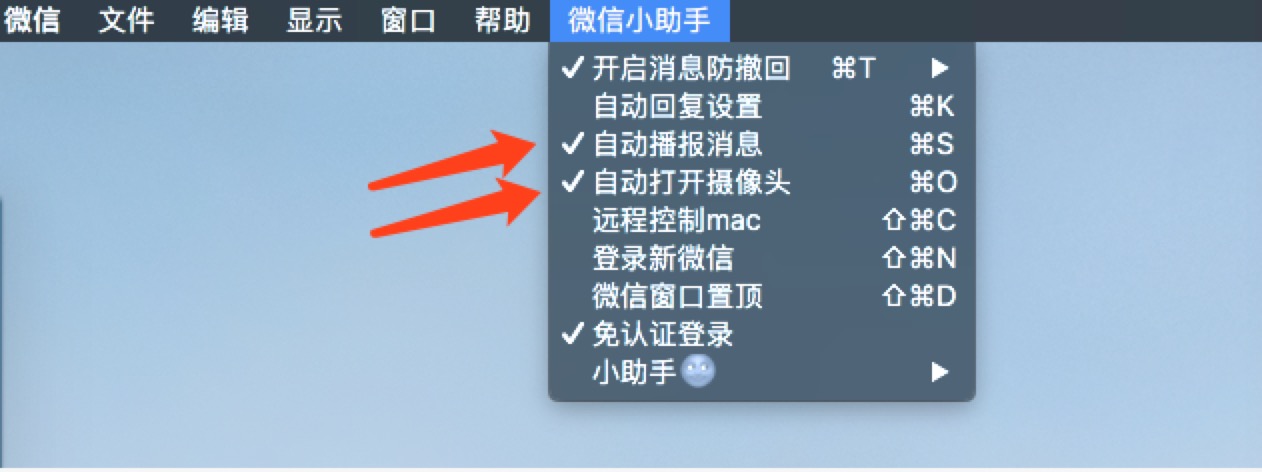 微信 文件 编辑 显示 窗口 帮助 微信小助手
✓ 开启消息防撤回 ⌘T ▶
自动回复设置 ⌘K
✓ 自动播报消息 ⌘S
✓ 自动打开摄像头 ⌘O
远程控制mac ⇧⌘C
登录新微信 ⇧⌘N
微信窗口置顶 ⇧⌘D
✓ 免认证登录
小助手🌚 ▶